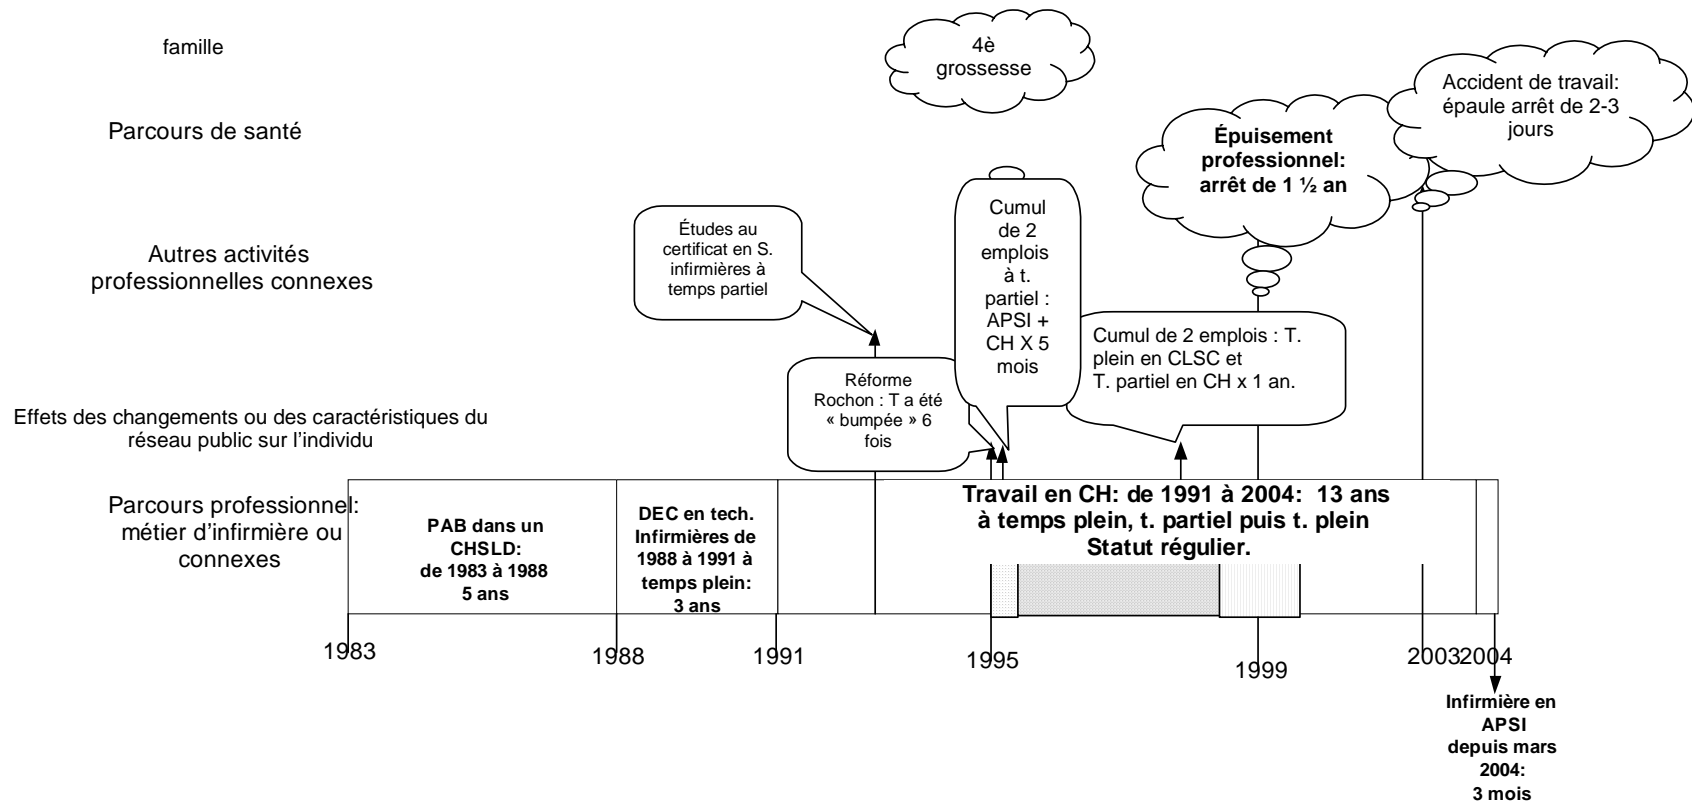 famille
4è
grossesse
Accident de travail:
épaule arrêt de 2-3
jours
Parcours de santé
Épuisement
professionnel:
arrêt de 1 ½ an
Études au
certificat en S.
infirmières à
temps partiel
Cumul
de 2
emplois
à t.
partiel :
APSI +
CH X 5
mois
Autres activités
professionnelles connexes
Cumul de 2 emplois : T.
plein en CLSC et
T. partiel en CH x 1 an.
Réforme
Rochon : T a été
« bumpée » 6
fois
Effets des changements ou des caractéristiques du
réseau public sur l'individu
Parcours professionnel:
métier d'infirmière ou
connexes
PAB dans un
CHSLD:
de 1983 à 1988
5 ans
DEC en tech.
Infirmières de
1988 à 1991 à
temps plein:
3 ans
Travail en CH: de 1991 à 2004: 13 ans
à temps plein, t. partiel puis t. plein
Statut régulier.
1983
1988
1991
1995
1999
2003
2004
Infirmière en
APSI
depuis mars
2004:
3 mois